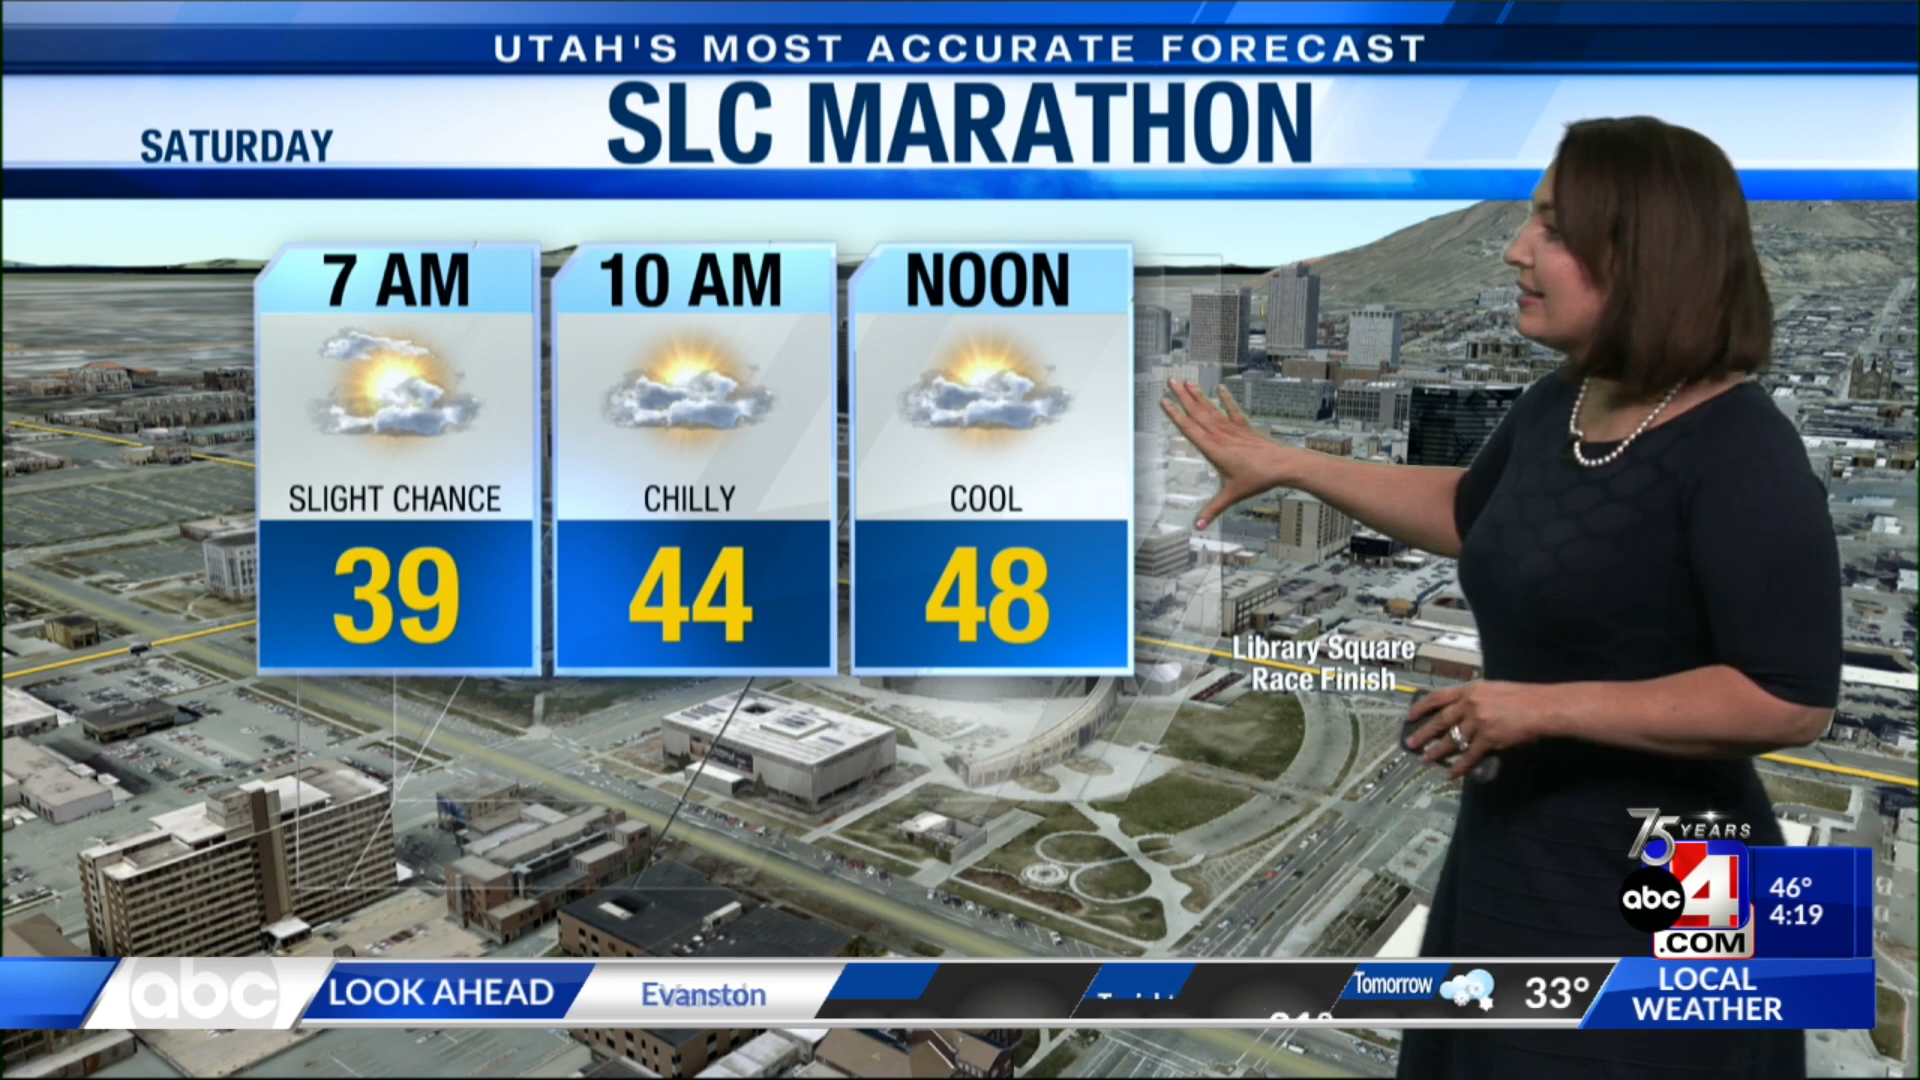 UTAH'S MOST ACCURATE FORECAST
SATURDAY
SLC MARATHON
7 AM
SLIGHT CHANCE
39
10 AM
CHILLY
44
NOON
COOL
48
Library Square
Race Finish
75 YEARS
abc 4
.COM
46°
4:19
abc
LOOK AHEAD
Evanston
Tomorrow
33°
LOCAL
WEATHER